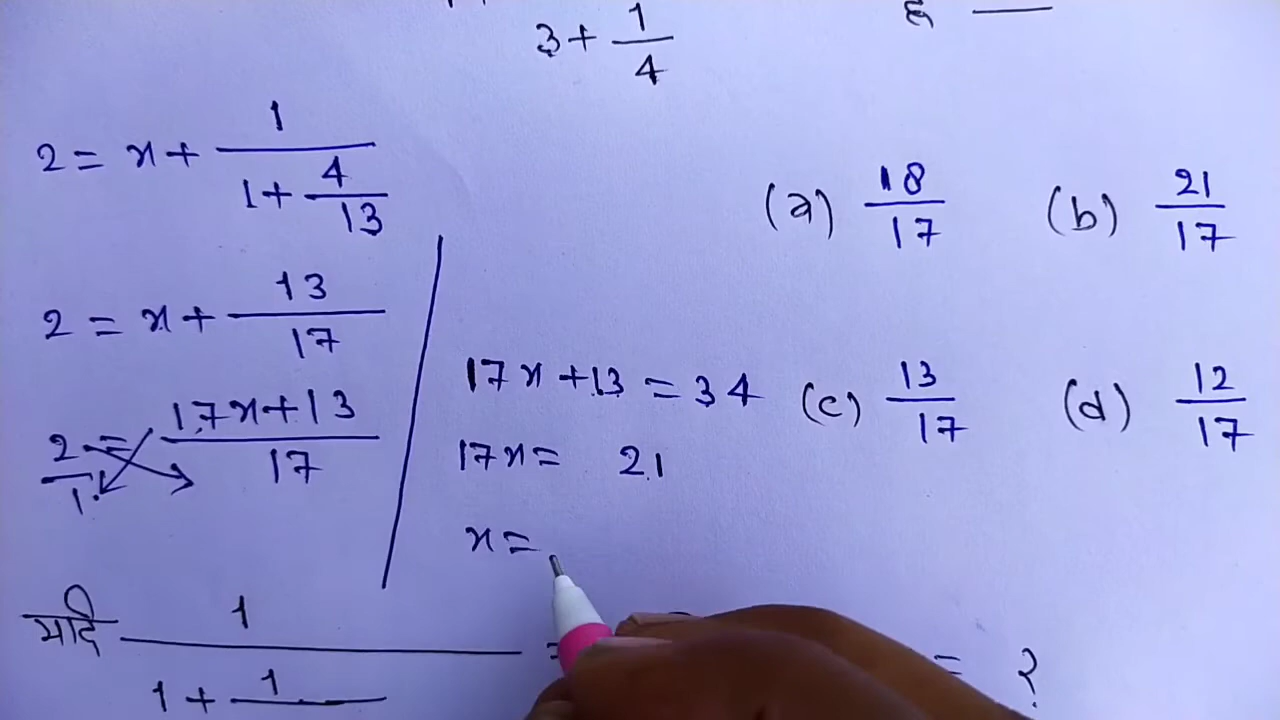 3 + 1/4 है
2 = x + 1/(1 + 4/13)
2 = x + 13/17
2/1 = (17x + 13)/17
17x + 13 = 34
17x = 21
x =
(a) 18/17 (b) 21/17
(c) 13/17 (d) 12/17
यदि 1/(1 + 1/ = = ?